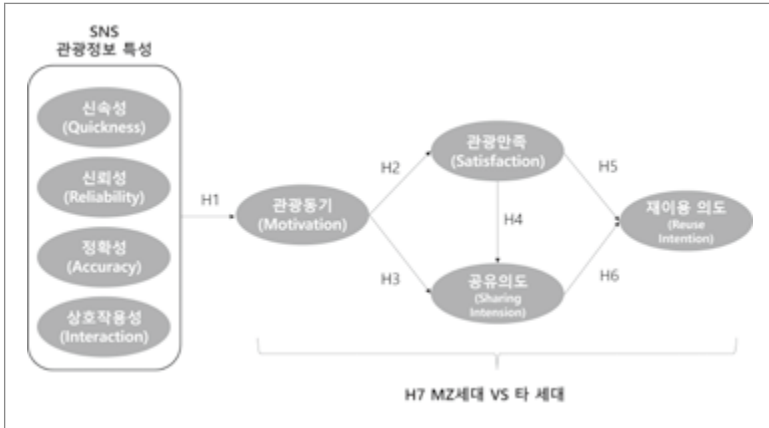 SNS
관광정보 특성
신속성
(Quickness)
신뢰성
(Reliability)
정확성
(Accuracy)
상호작용성
(Interaction)
H1
관광동기
(Motivation)
H2
H3
관광만족
(Satisfaction)
H4
공유의도
(Sharing
Intension)
H5
H6
재이용 의도
(Reuse
Intention)
H7 MZ세대 VS 타 세대